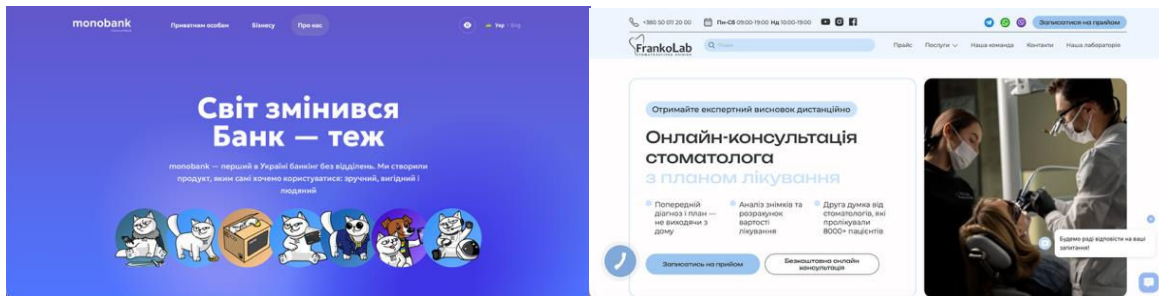 monobank
Приватним особам
Бізнесу
Про нас
Укр
Eng
Світ змінився
Банк — теж
monobank — перший в Україні банкінг без відділень. Ми створили
продукт, яким самі хочемо користуватися: зручний, вигідний і
людяний
+380 50 011 20 00
Пн-Сб 09:00-19:00 Нд 10:00-19:00
Записатися на прийом
FrankoLab
Пошук
Прайс
Послуги
Наша команда
Контакти
Наша лабораторія
Отримайте експертний висновок дистанційно
Онлайн-консультація
стоматолога
з планом лікування
Попередній
діагноз і план —
не виходячи з
дому
Аналіз знімків та
розрахунок
вартості
лікування
Друга думка від
стоматологів, які
пролікували
8000+ пацієнтів
Записатись на прийом
Безкоштовна онлайн
консультація
Будемо раді відповісти на ваші
запитання!